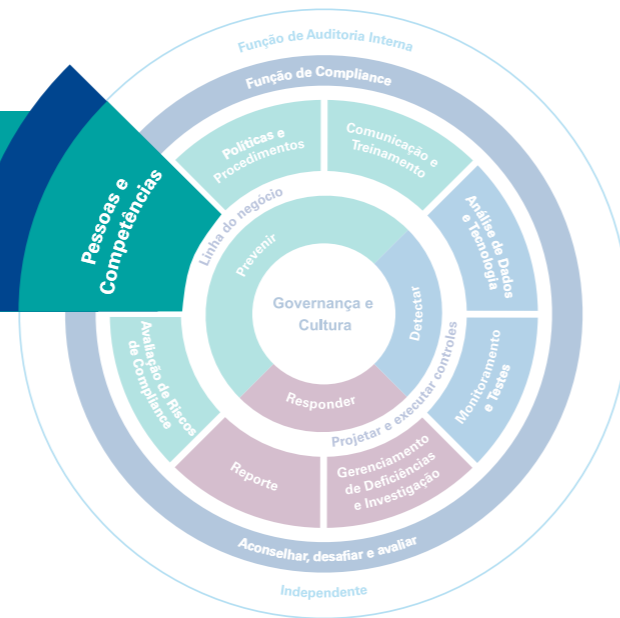 Função de Auditoria Interna
Função de Compliance
Políticas e
Procedimentos
Comunicação e
Treinamento
Pessoas e
Competências
Análise de Dados
e Tecnologia
Linha do negócio
Prevenir
Governança e
Cultura
Detectar
Avaliação de Riscos
de Compliance
Monitoramento
e Testes
Responder
Projetar e executar controles
Reporte
Gerenciamento
de Deficiências
e Investigação
Aconselhar, desafiar e avaliar
Independente